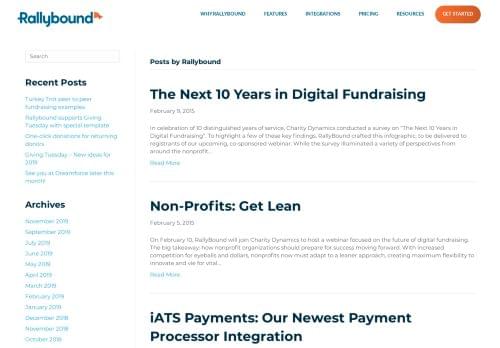 Rallybound
WHY RALLYBOUND
FEATURES
INTEGRATIONS
PRICING
RESOURCES
GET STARTED
Search
Recent Posts
Turkey Trot peer to peer
fundraising examples
Rallybound supports Giving
Tuesday with special template
One-click donations for returning
donors
Giving Tuesday – New ideas for
2019
See you at Dreamforce later this
month!
Archives
November 2019
September 2019
July 2019
June 2019
May 2019
April 2019
March 2019
February 2019
January 2019
December 2018
November 2018
October 2018
Posts by Rallybound
The Next 10 Years in Digital Fundraising
February 9, 2015
In celebration of 10 distinguished years of service, Charity Dynamics conducted a survey on "The Next 10 Years in
Digital Fundraising". To highlight a few of these key findings, RallyBound crafted this infographic, to be delivered to
registrants of our upcoming, co-sponsored webinar. While the survey illuminated a variety of perspectives from
around the nonprofit...
Read More
Non-Profits: Get Lean
February 5, 2015
On February 10, RallyBound will join Charity Dynamics to host a webinar focused on the future of digital fundraising.
The big takeaway: how nonprofit organizations should prepare for success moving forward. With increased
competition for eyeballs and dollars, nonprofits now must adapt to a leaner approach, creating maximum flexibility to
innovate and vie for vital...
Read More
iATS Payments: Our Newest Payment
Processor Integration